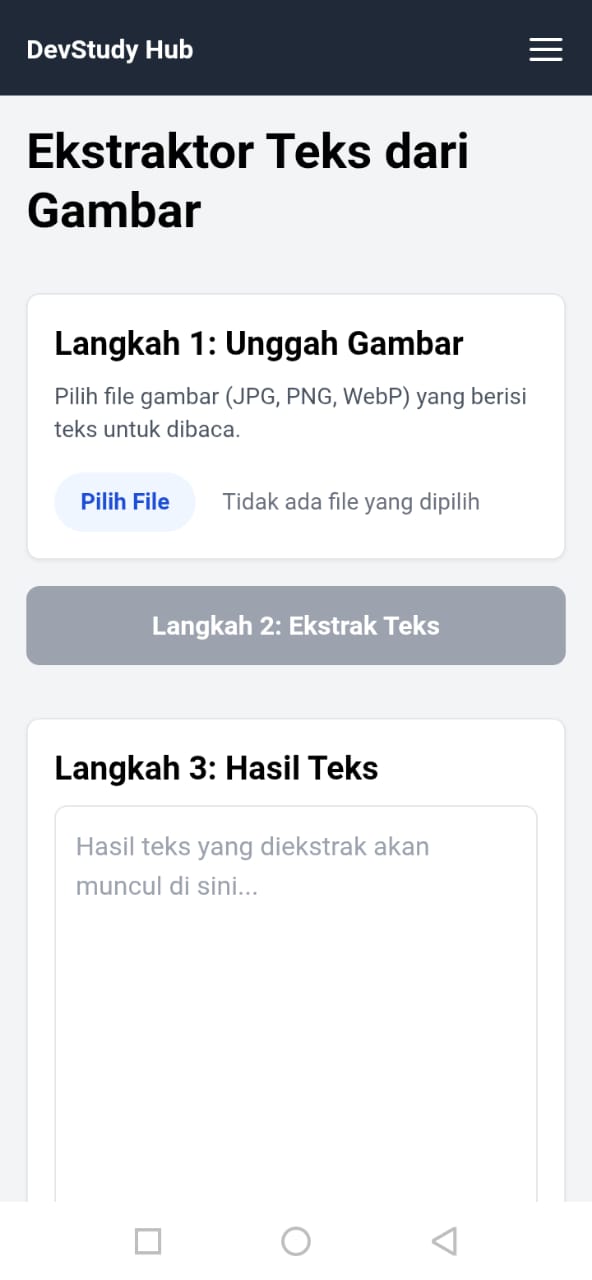 DevStudy Hub
Ekstraktor Teks dari
Gambar
Langkah 1: Unggah Gambar
Pilih file gambar (JPG, PNG, WebP) yang berisi
teks untuk dibaca.
Pilih File
Tidak ada file yang dipilih
Langkah 2: Ekstrak Teks
Langkah 3: Hasil Teks
Hasil teks yang diekstrak akan
muncul di sini...